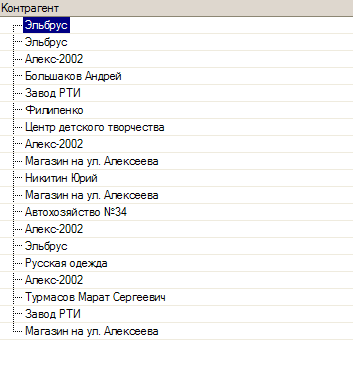 Контрагент
Эльбрус
Эльбрус
Алекс-2002
Большаков Андрей
Завод РТИ
Филипенко
Центр детского творчества
Алекс-2002
Магазин на ул. Алексеева
Никитин Юрий
Магазин на ул. Алексеева
Автохозяйство №34
Алекс-2002
Эльбрус
Русская одежда
Алекс-2002
Турмасов Марат Сергеевич
Завод РТИ
Магазин на ул. Алексеева